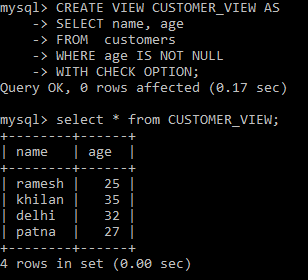 mysql> CREATE VIEW CUSTOMER_VIEW AS
    -> SELECT name, age
    -> FROM  customers
    -> WHERE age IS NOT NULL
    -> WITH CHECK OPTION;
Query OK, 0 rows affected (0.17 sec)

mysql> select * from CUSTOMER_VIEW;
+--------+------+
| name   | age  |
+--------+------+
| ramesh |   25 |
| khilan |   35 |
| delhi  |   32 |
| patna  |   27 |
+--------+------+
4 rows in set (0.00 sec)